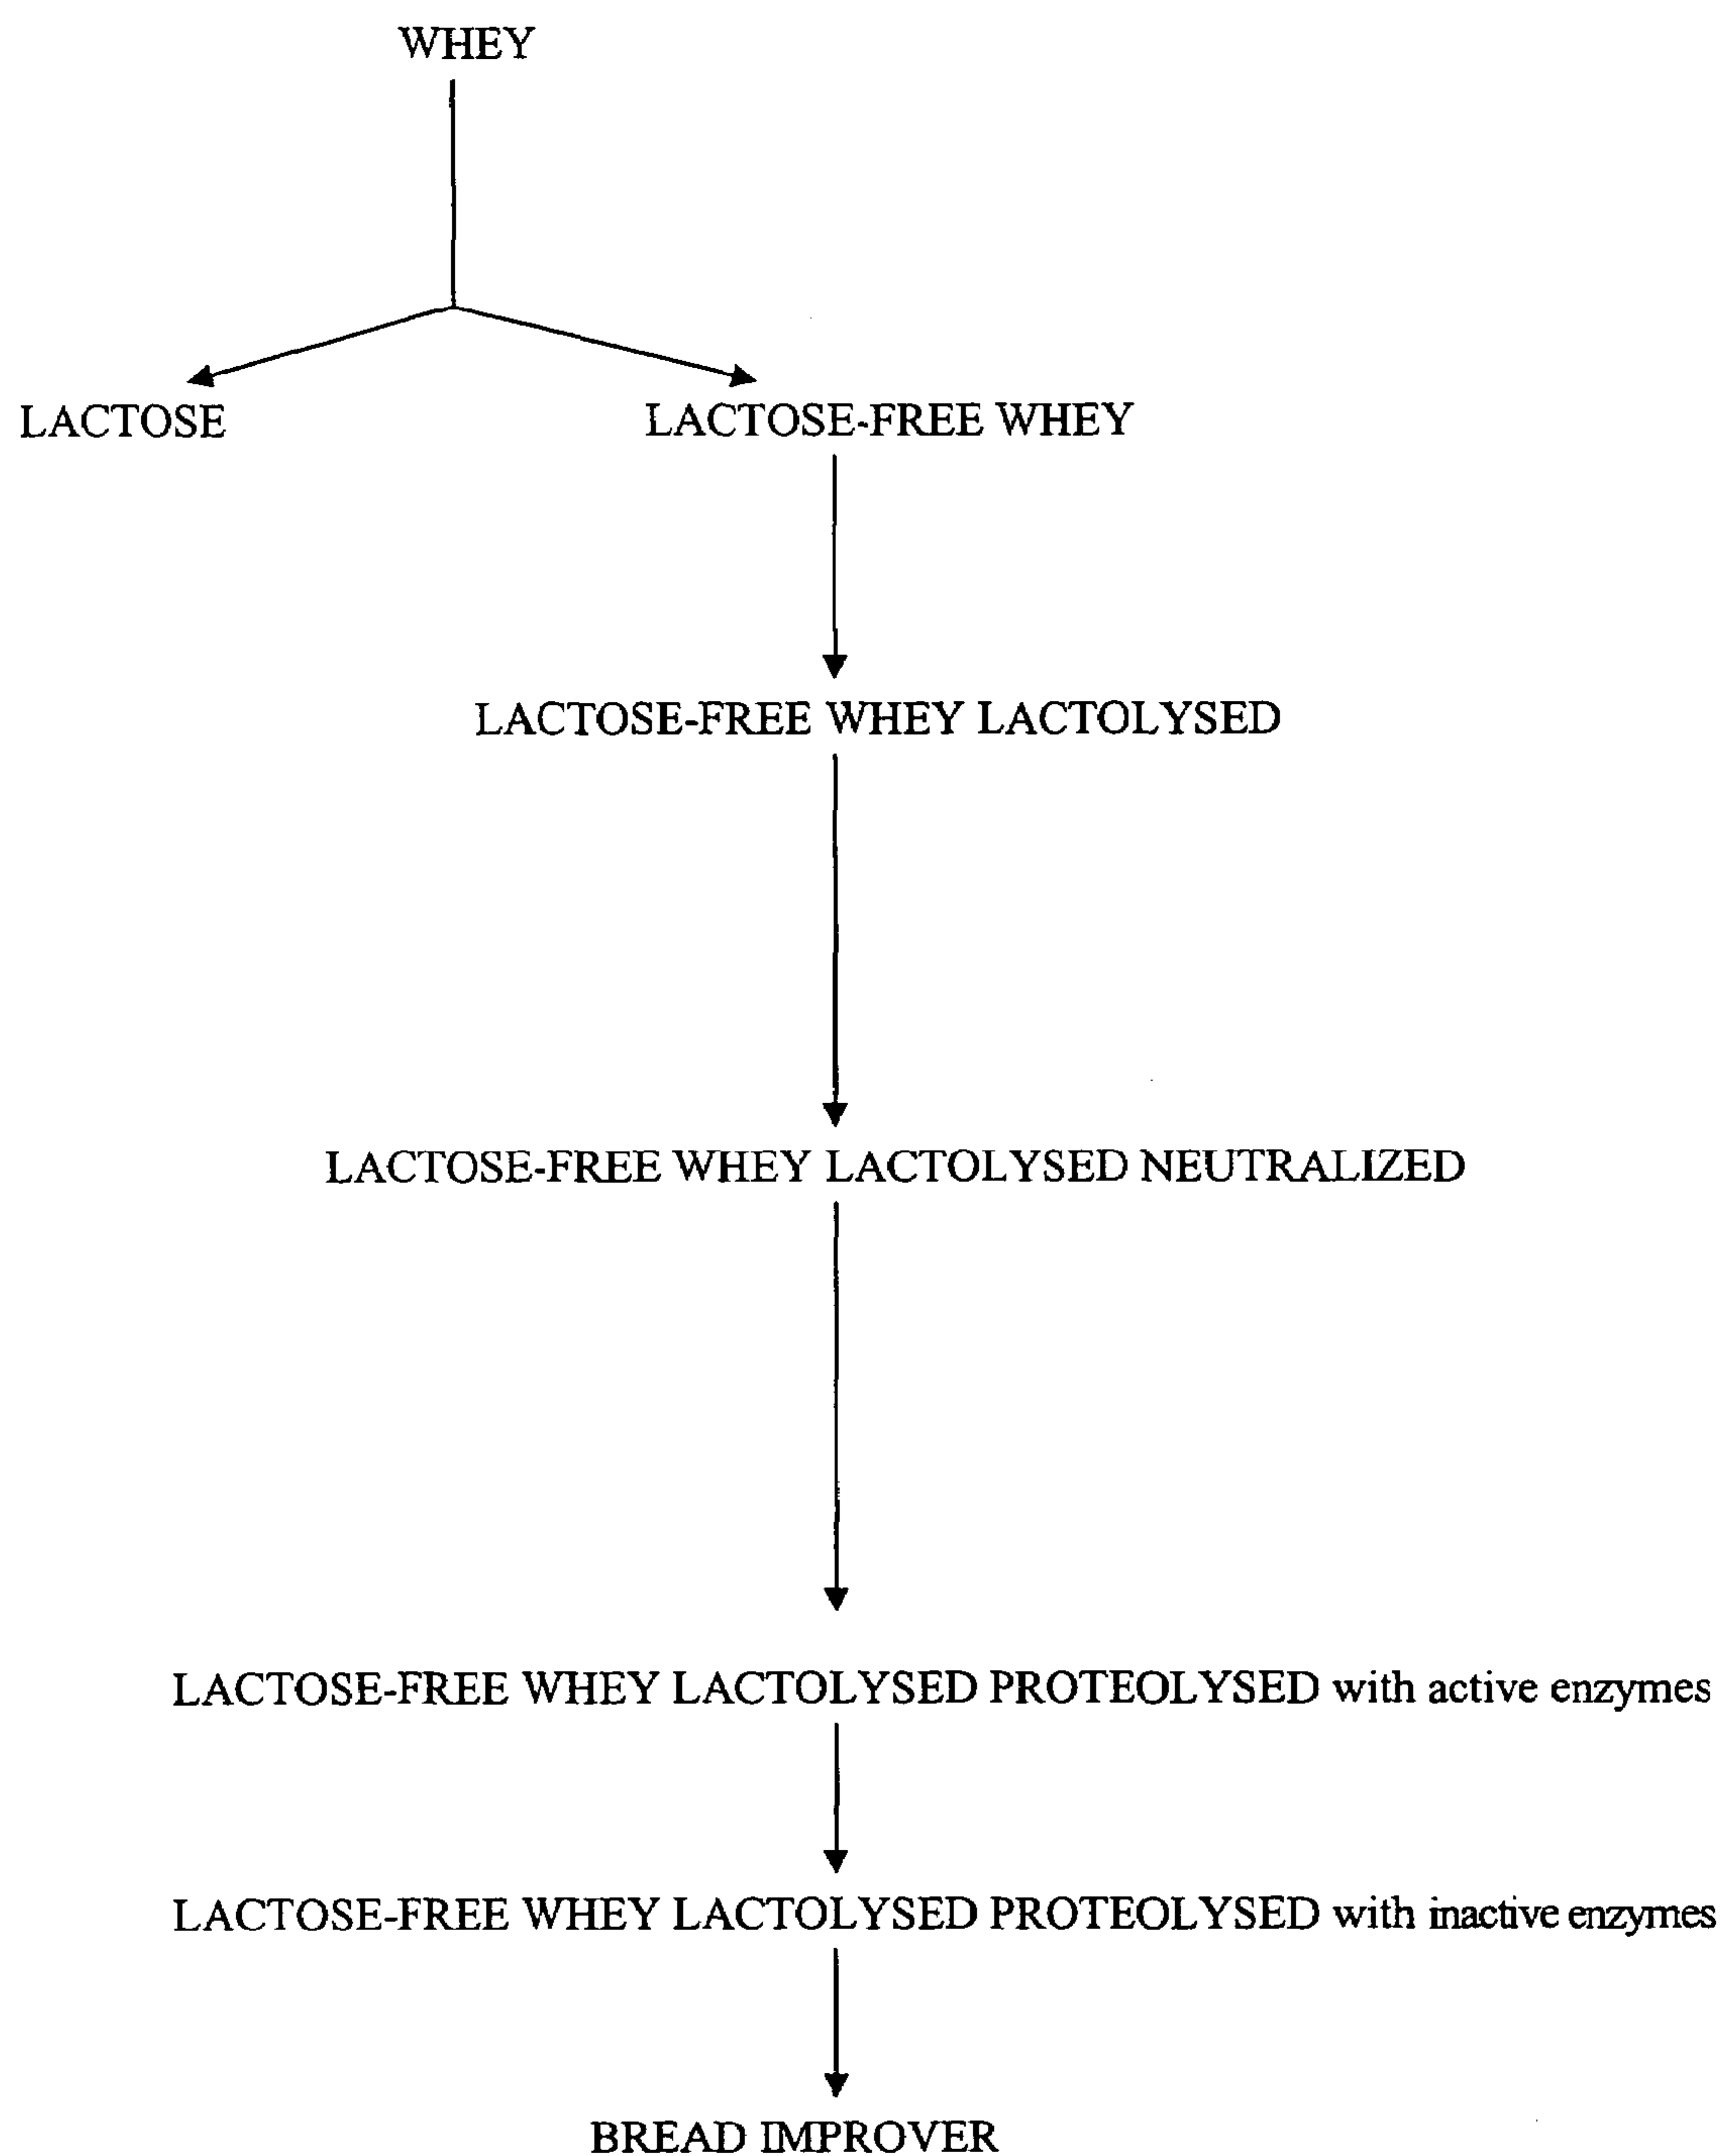 WHEY
LACTOSE
LACTOSE-FREE WHEY
LACTOSE-FREE WHEY LACTOLYSED
LACTOSE-FREE WHEY LACTOLYSED NEUTRALIZED
LACTOSE-FREE WHEY LACTOLYSED PROTEOLYSED with active enzymes
LACTOSE-FREE WHEY LACTOLYSED PROTEOLYSED with inactive enzymes
BREAD IMPROVER